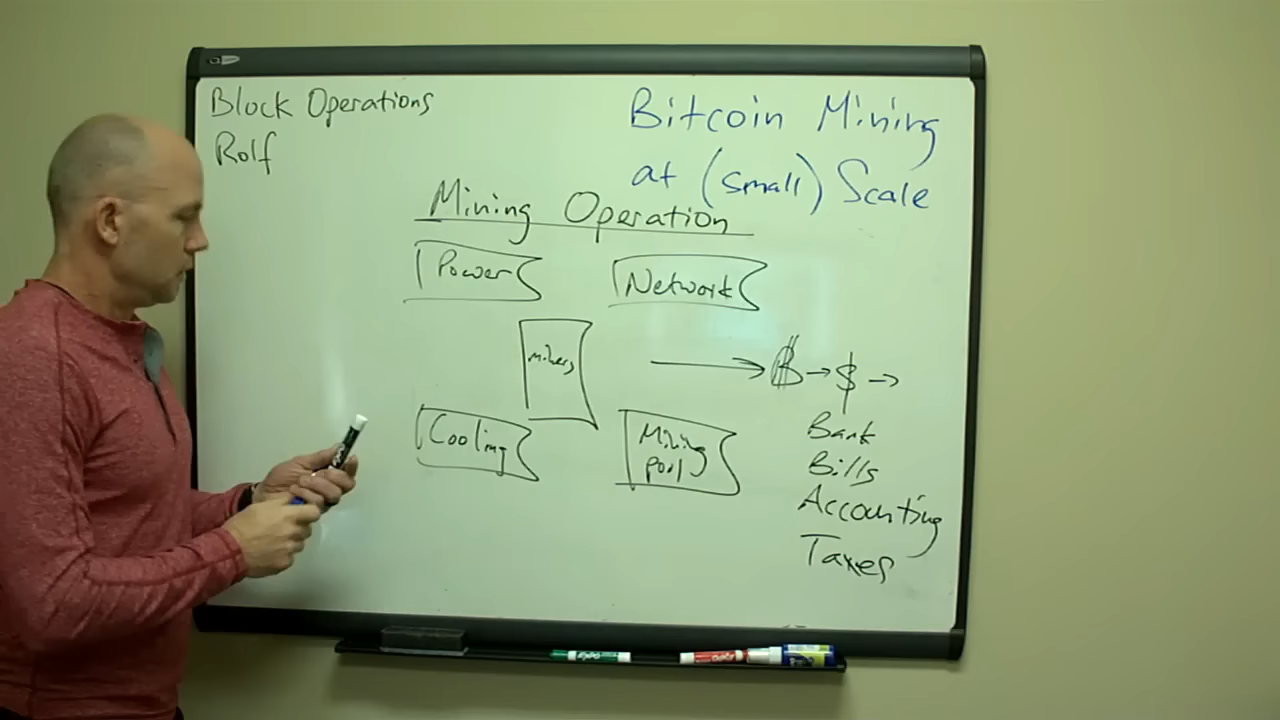 Block Operations
Rolf
Bitcoin Mining
at (small) Scale
Mining Operation
Power
Network
miners
₿ → $ →
Cooling
Mining
pool
Bank
Bills
Accounting
Taxes